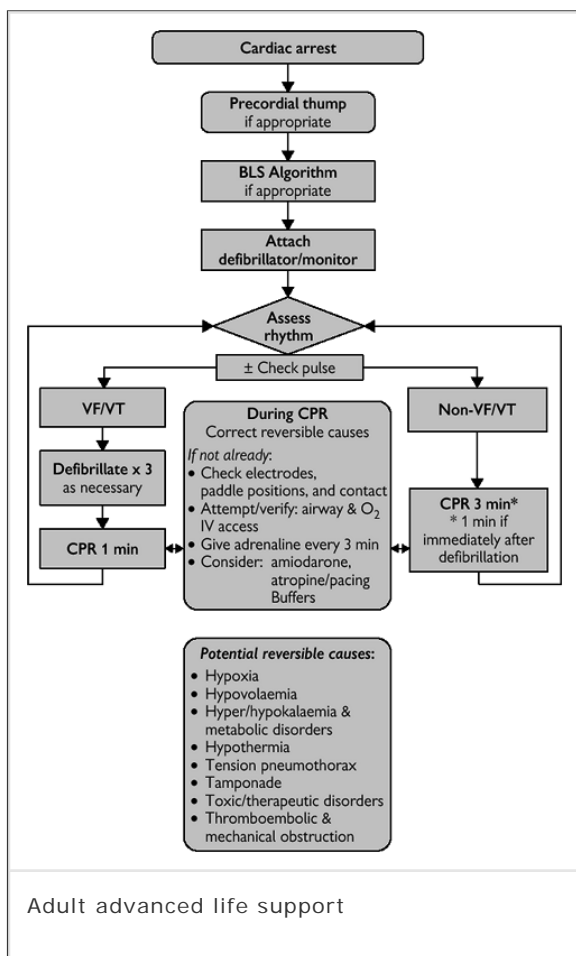 Cardiac arrest
Precordial thump
if appropriate
BLS Algorithm
if appropriate
Attach
defibrillator/monitor
Assess
rhythm
± Check pulse
VF/VT
Defibrillate x 3
as necessary
CPR 1 min
During CPR
Correct reversible causes
If not already:
• Check electrodes,
paddle positions, and contact
• Attempt/verify: airway & O₂
IV access
• Give adrenaline every 3 min
• Consider: amiodarone,
atropine/pacing
Buffers
Non-VF/VT
CPR 3 min*
* 1 min if
immediately after
defibrillation
Potential reversible causes:
• Hypoxia
• Hypovolaemia
• Hyper/hypokalaemia &
metabolic disorders
• Hypothermia
• Tension pneumothorax
• Tamponade
• Toxic/therapeutic disorders
• Thromboembolic &
mechanical obstruction
Adult advanced life support